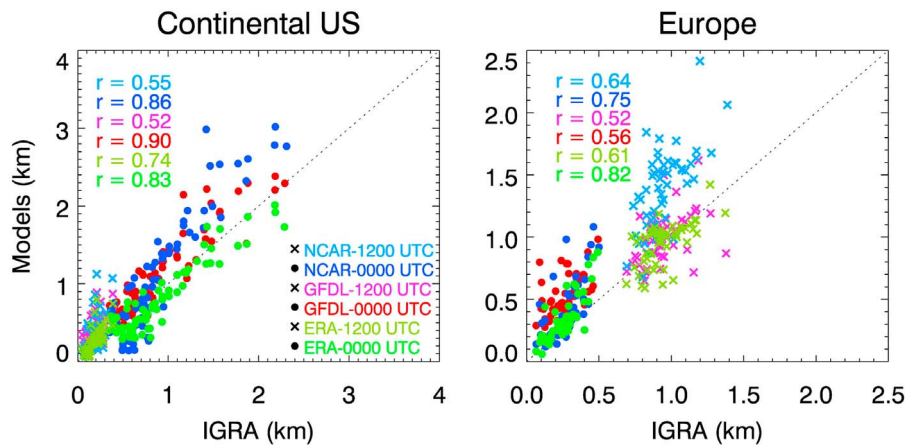 Continental US
4
3
2
1
0
r = 0.55
r = 0.86
r = 0.52
r = 0.90
r = 0.74
r = 0.83
NCAR-1200 UTC
NCAR-0000 UTC
GFDL-1200 UTC
GFDL-0000 UTC
ERA-1200 UTC
ERA-0000 UTC
0 1 2 3 4
IGRA (km)
Models (km)
Europe
2.5
2.0
1.5
1.0
0.5
0.0
r = 0.64
r = 0.75
r = 0.52
r = 0.56
r = 0.61
r = 0.82
0.0 0.5 1.0 1.5 2.0 2.5
IGRA (km)